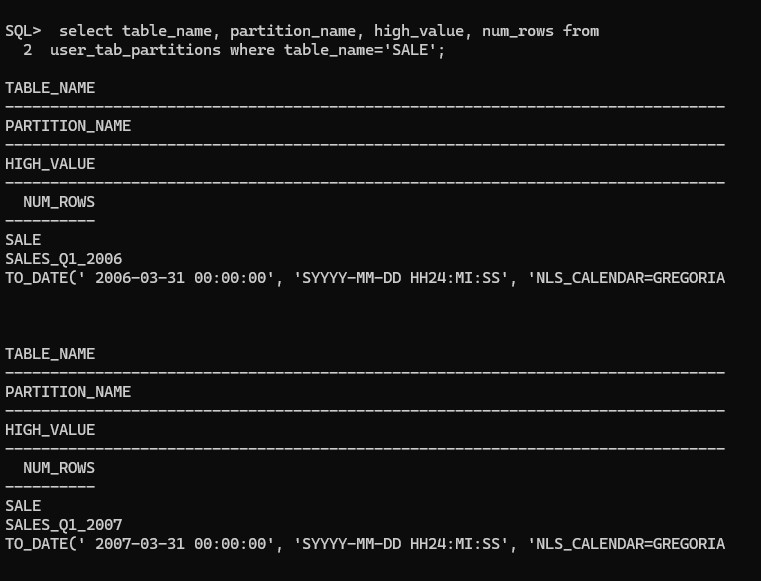 SQL>  select table_name, partition_name, high_value, num_rows from
  2  user_tab_partitions where table_name='SALE';

TABLE_NAME
--------------------------------------------------------------------------------
PARTITION_NAME
--------------------------------------------------------------------------------
HIGH_VALUE
--------------------------------------------------------------------------------
  NUM_ROWS
----------
SALE
SALES_Q1_2006
TO_DATE(' 2006-03-31 00:00:00', 'SYYYY-MM-DD HH24:MI:SS', 'NLS_CALENDAR=GREGORIA

TABLE_NAME
--------------------------------------------------------------------------------
PARTITION_NAME
--------------------------------------------------------------------------------
HIGH_VALUE
--------------------------------------------------------------------------------
  NUM_ROWS
----------
SALE
SALES_Q1_2007
TO_DATE(' 2007-03-31 00:00:00', 'SYYYY-MM-DD HH24:MI:SS', 'NLS_CALENDAR=GREGORIA